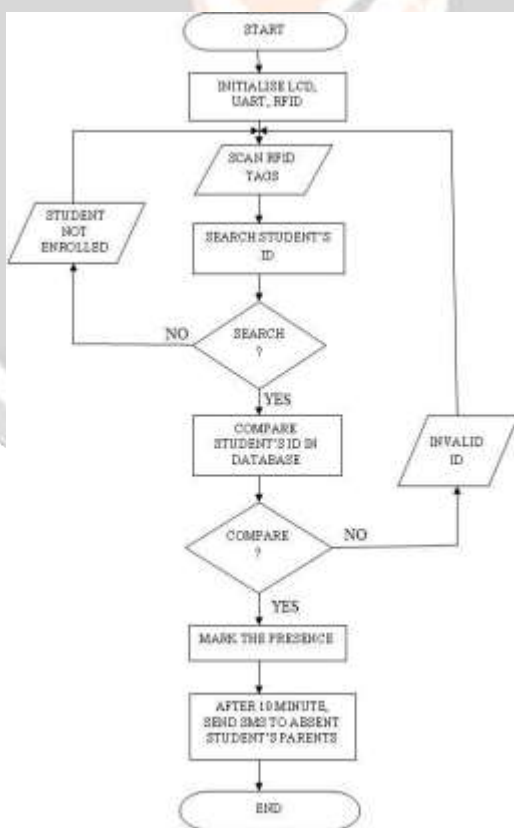 START
INITIALISE LCD,
UART, RFID
SCAN RFID
TAGS
STUDENT
NOT
ENROLLED
SEARCH STUDENT'S
ID
NO
SEARCH
?
YES
COMPARE
STUDENT'S ID IN
DATABASE
INVALID
ID
COMPARE
?
NO
YES
MARK THE PRESENCE
AFTER 10 MINUTE,
SEND SMS TO ABSENT
STUDENT'S PARENTS
END